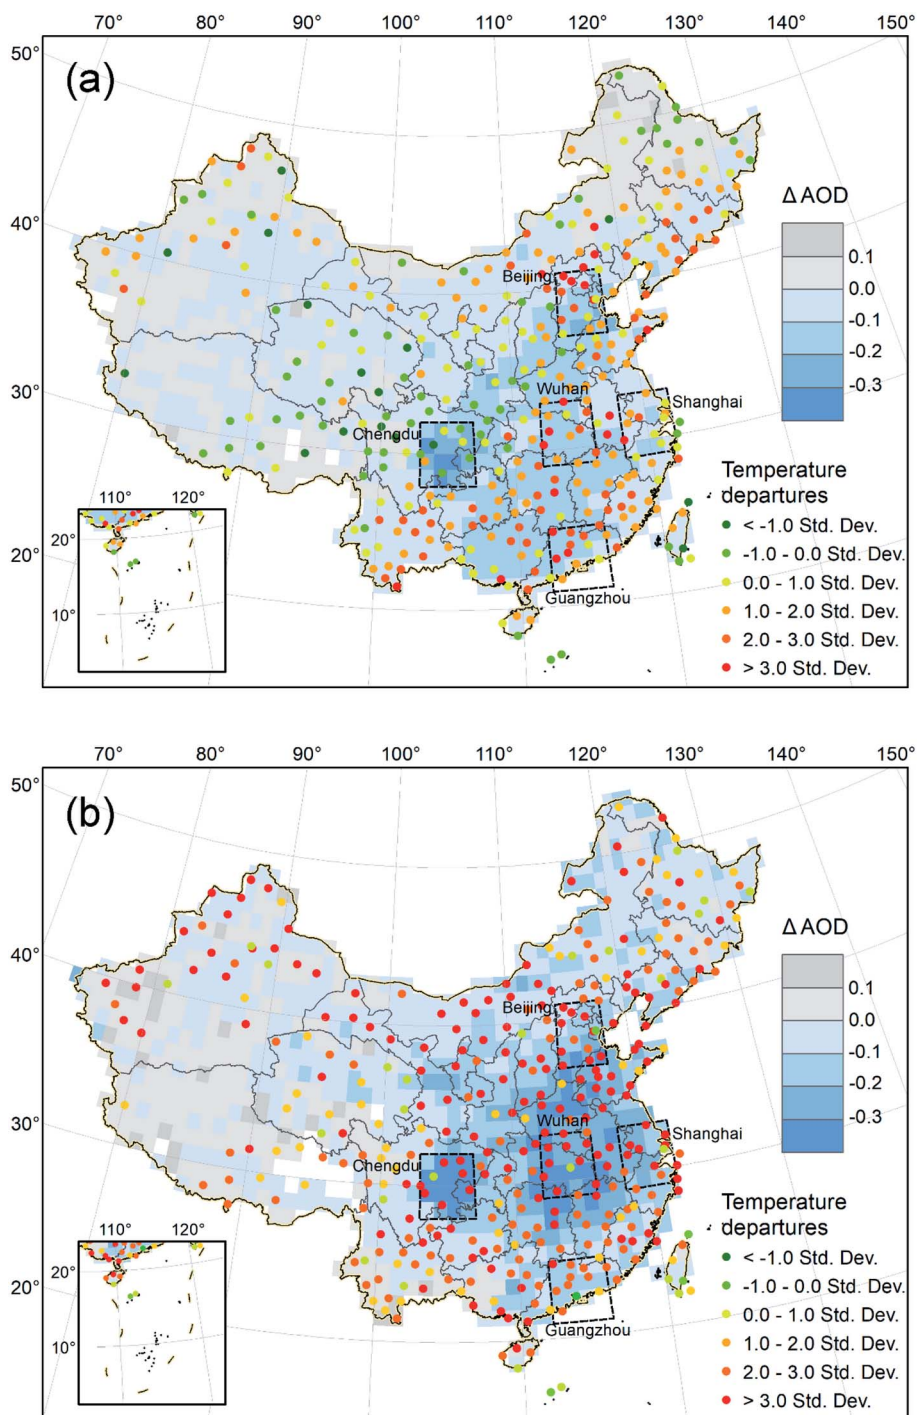 70° 80° 90° 100° 110° 120° 130° 140° 150°
50°
(a)
Δ AOD
40°
0.1
0.0
Beijing
-0.1
-0.2
30°
Wuhan
-0.3
Shanghai
Chengdu
Temperature
departures
110° 120°
< -1.0 Std. Dev.
20°
20°
-1.0 - 0.0 Std. Dev.
0.0 - 1.0 Std. Dev.
10°
Guangzhou
1.0 - 2.0 Std. Dev.
2.0 - 3.0 Std. Dev.
> 3.0 Std. Dev.
70° 80° 90° 100° 110° 120° 130° 140° 150°
50°
(b)
Δ AOD
40°
0.1
0.0
Beijing
-0.1
-0.2
30°
Wuhan
-0.3
Shanghai
Chengdu
Temperature
departures
110° 120°
< -1.0 Std. Dev.
20°
20°
-1.0 - 0.0 Std. Dev.
0.0 - 1.0 Std. Dev.
10°
Guangzhou
1.0 - 2.0 Std. Dev.
2.0 - 3.0 Std. Dev.
> 3.0 Std. Dev.